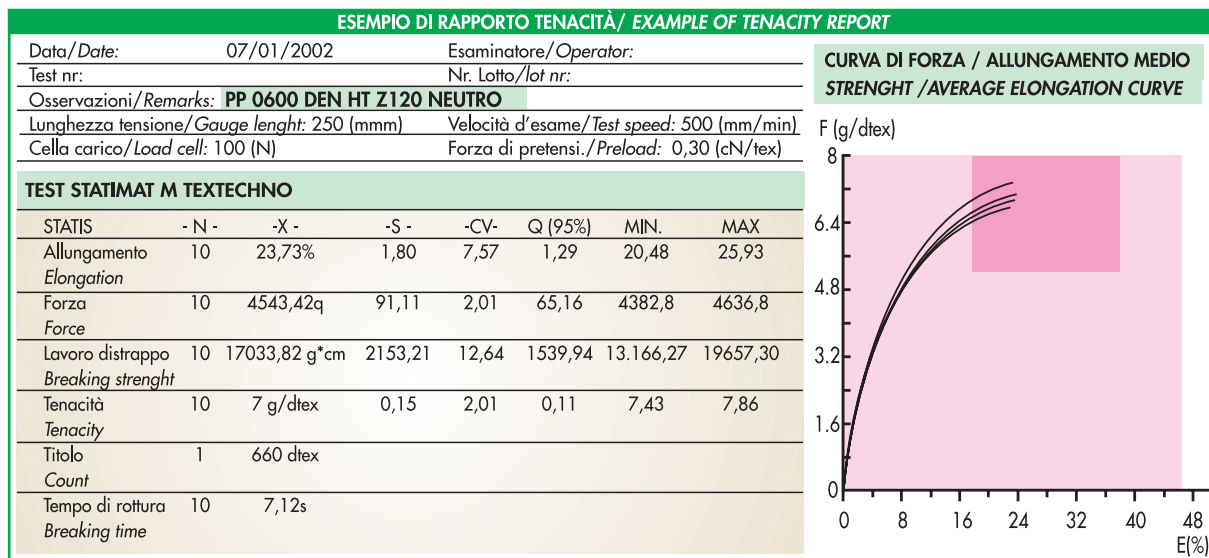 ESEMPIO DI RAPPORTO TENACITÀ/ EXAMPLE OF TENACITY REPORT
Data/Date: 07/01/2002 Esaminatore/Operator:
Test nr: Nr. Lotto/lot nr:
Osservazioni/Remarks: PP 0600 DEN HT Z120 NEUTRO
Lunghezza tensione/Gauge lenght: 250 (mmm) Velocità d'esame/Test speed: 500 (mm/min)
Cella carico/Load cell: 100 (N) Forza di pretensi./Preload: 0,30 (cN/tex)
TEST STATIMAT M TEXTECHNO
STATIS - N - -X - -S - -CV- Q (95%) MIN. MAX
Allungamento 10 23,73% 1,80 7,57 1,29 20,48 25,93
Elongation
Forza 10 4543,42q 91,11 2,01 65,16 4382,8 4636,8
Force
Lavoro distrappo 10 17033,82 g*cm 2153,21 12,64 1539,94 13.166,27 19657,30
Breaking strenght
Tenacità 10 7 g/dtex 0,15 2,01 0,11 7,43 7,86
Tenacity
Titolo 1 660 dtex
Count
Tempo di rottura 10 7,12s
Breaking time
CURVA DI FORZA / ALLUNGAMENTO MEDIO
STRENGHT /AVERAGE ELONGATION CURVE
F (g/dtex)
8
6.4
4.8
3.2
1.6
0
0 8 16 24 32 40 48
E(%)